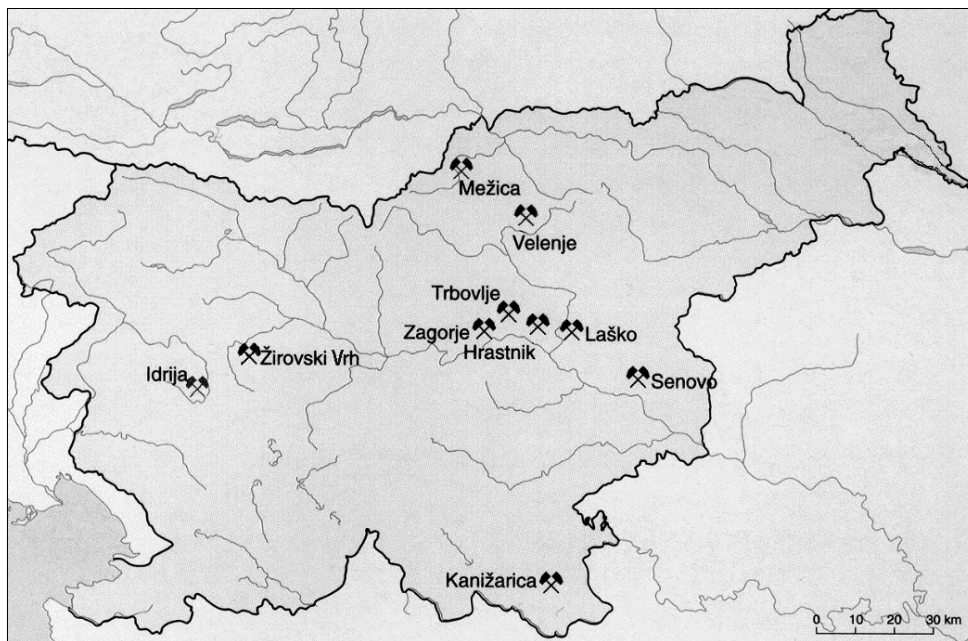 Mežica
Velenje
Trbovlje
Zagorje
Hrastnik
Laško
Žirovski Vrh
Idrija
Senovo
Kanižarica
0 10 20 30 km